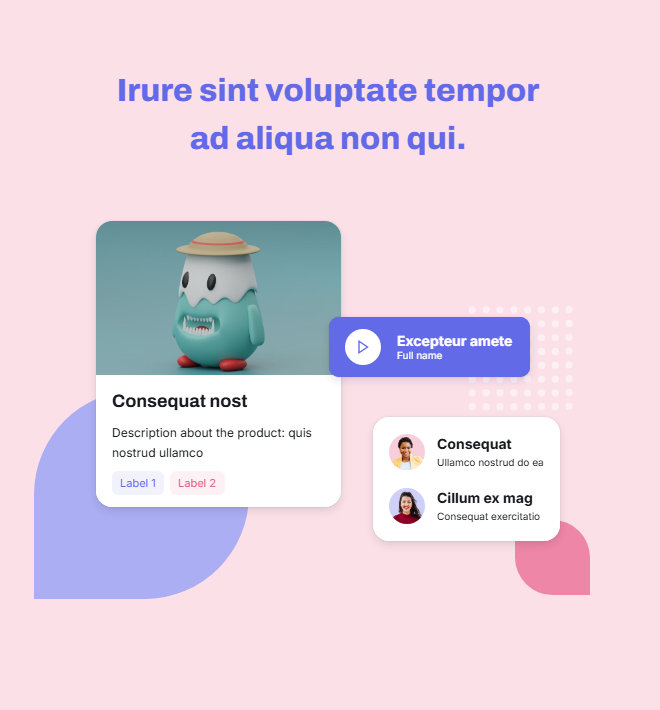 Irure sint voluptate tempor
ad aliqua non qui.
Consequat nost
Description about the product: quis
nostrud ullamco
Label 1 Label 2
Excepteur amete
Full name
Consequat
Ullamco nostrud do ea
Cillum ex mag
Consequat exercitatio